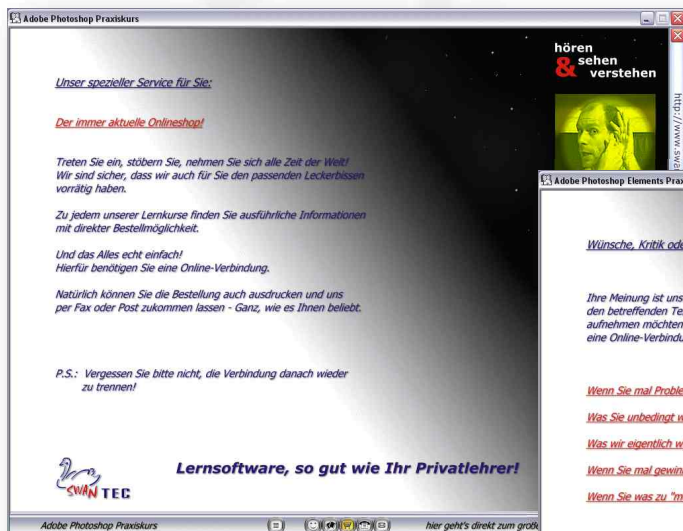 Adobe Photoshop Praxiskurs
hören
& sehen
verstehen
http://www.swa
Unser spezieller Service für Sie:
Der immer aktuelle Onlineshop!
Treten Sie ein, stöbern Sie, nehmen Sie sich alle Zeit der Welt!
Wir sind sicher, dass wir auch für Sie den passenden Leckerbissen
vorrätig haben.
Zu jedem unserer Lernkurse finden Sie ausführliche Informationen
mit direkter Bestellmöglichkeit.
Und das Alles echt einfach!
Hierfür benötigen Sie eine Online-Verbindung.
Natürlich können Sie die Bestellung auch ausdrucken und uns
per Fax oder Post zukommen lassen - Ganz, wie es Ihnen beliebt.
P.S.: Vergessen Sie bitte nicht, die Verbindung danach wieder
zu trennen!
SWAN TEC
Lernsoftware, so gut wie Ihr Privatlehrer!
Adobe Photoshop Praxiskurs
hier geht's direkt zum große
Adobe Photoshop Elements Prax
Wünsche, Kritik ode
Ihre Meinung ist uns
den betreffenden Te
aufnehmen möchten
eine Online-Verbindu
Wenn Sie mal Proble
Was Sie unbedingt w
Was wir eigentlich w
Wenn Sie mal gewin
Wenn Sie was zu "m